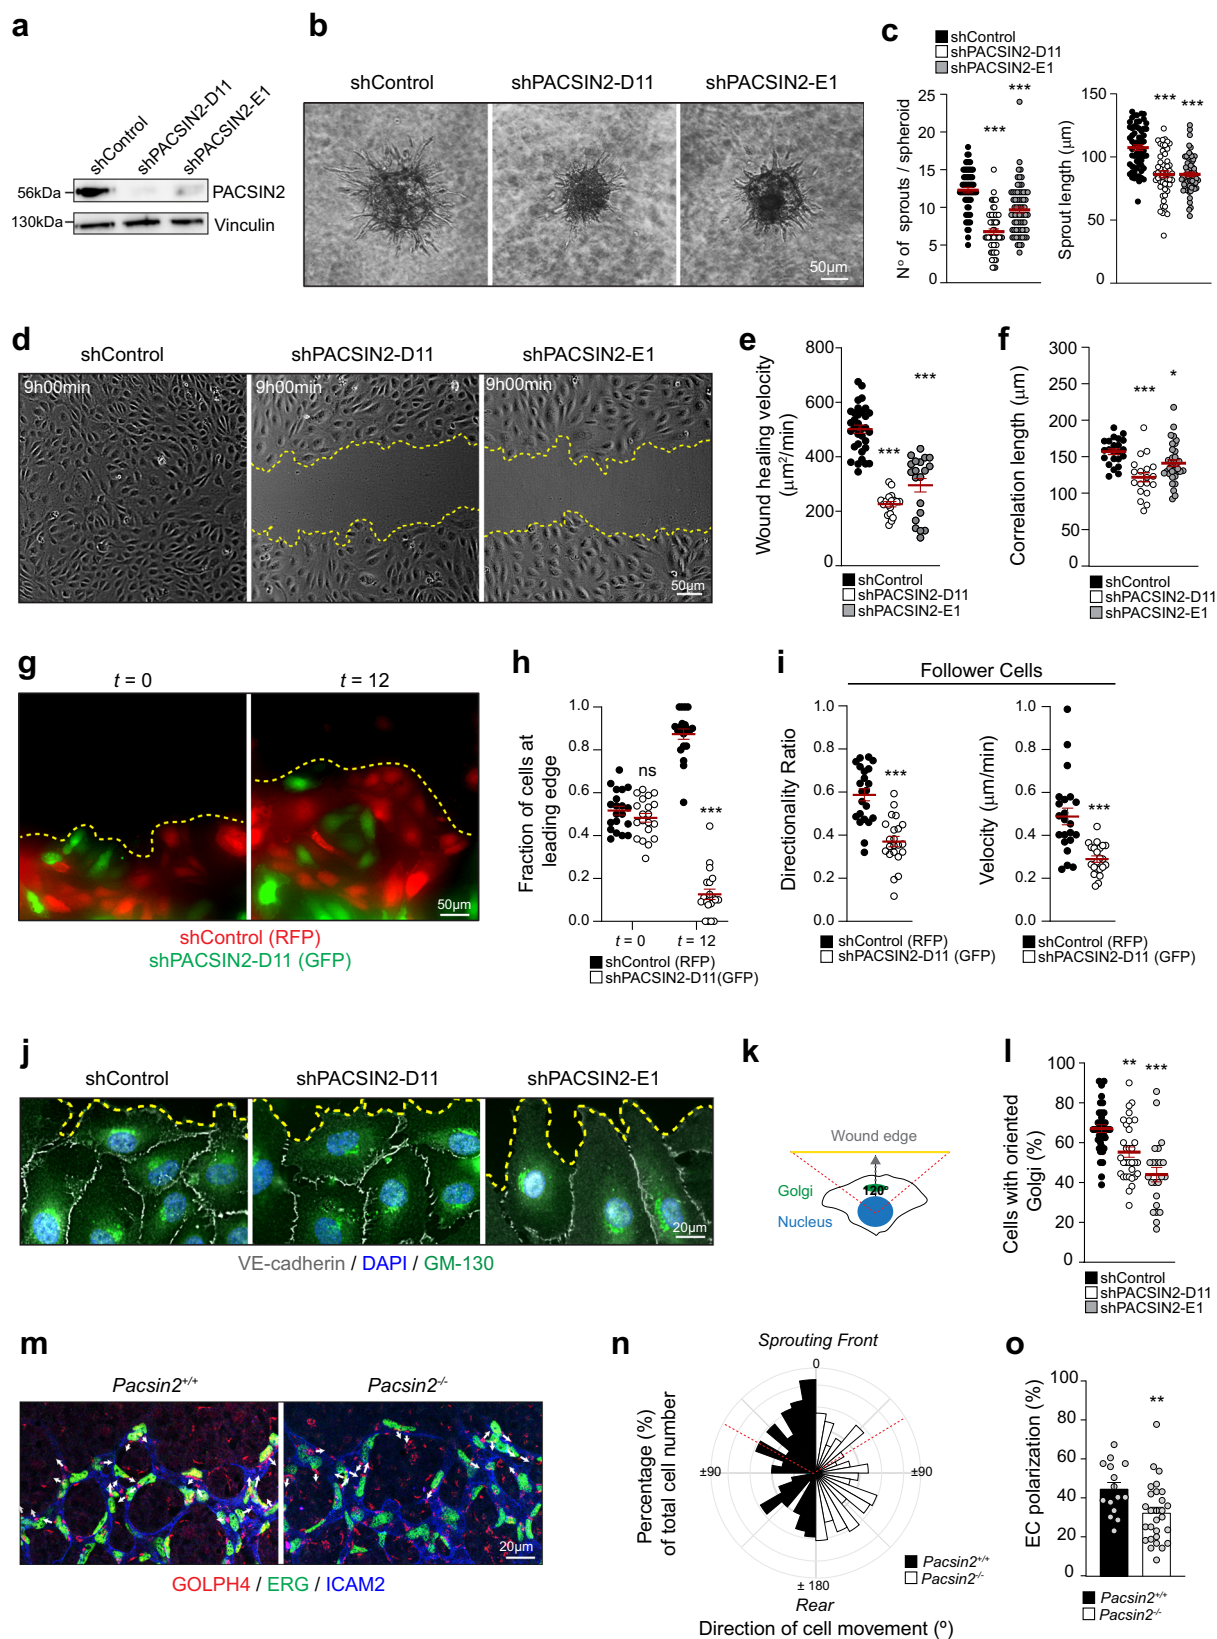 a
shControl
shPACSIN2-D11
shPACSIN2-E1
56kDa
PACSIN2
130kDa
Vinculin
b
shControl
shPACSIN2-D11
shPACSIN2-E1
50µm
c
shControl
shPACSIN2-D11
shPACSIN2-E1
Nº of sprouts / spheroid
25
20
15
10
5
0
***
***
Sprout length (µm)
150
100
50
0
***
***
d
shControl
shPACSIN2-D11
shPACSIN2-E1
9h00min
9h00min
9h00min
50µm
e
Wound healing velocity
(µm²/min)
800
600
400
200
0
***
***
shControl
shPACSIN2-D11
shPACSIN2-E1
f
Correlation length (µm)
300
250
200
150
100
50
0
***
*
shControl
shPACSIN2-D11
shPACSIN2-E1
g
t = 0
t = 12
50µm
shControl (RFP)
shPACSIN2-D11 (GFP)
h
Fraction of cells at
leading edge
1.0
0.8
0.6
0.4
0.2
0.0
ns
***
t = 0
t = 12
shControl (RFP)
shPACSIN2-D11(GFP)
i
Follower Cells
Directionality Ratio
1.0
0.8
0.6
0.4
0.2
0.0
***
shControl (RFP)
shPACSIN2-D11 (GFP)
Velocity (µm/min)
1.0
0.8
0.6
0.4
0.2
0.0
***
shControl (RFP)
shPACSIN2-D11 (GFP)
j
shControl
shPACSIN2-D11
shPACSIN2-E1
20µm
VE-cadherin / DAPI / GM-130
k
Wound edge
Golgi
120º
Nucleus
l
Cells with oriented
Golgi (%)
100
80
60
40
20
0
**
***
shControl
shPACSIN2-D11
shPACSIN2-E1
m
Pacsin2+/+
Pacsin2-/-
20µm
GOLPH4 / ERG / ICAM2
n
Sprouting Front
0
Percentage (%)
of total cell number
±90
±90
± 180
Rear
Direction of cell movement (º)
Pacsin2+/+
Pacsin2-/-
o
EC polarization (%)
100
80
60
40
20
0
**
Pacsin2+/+
Pacsin2-/-